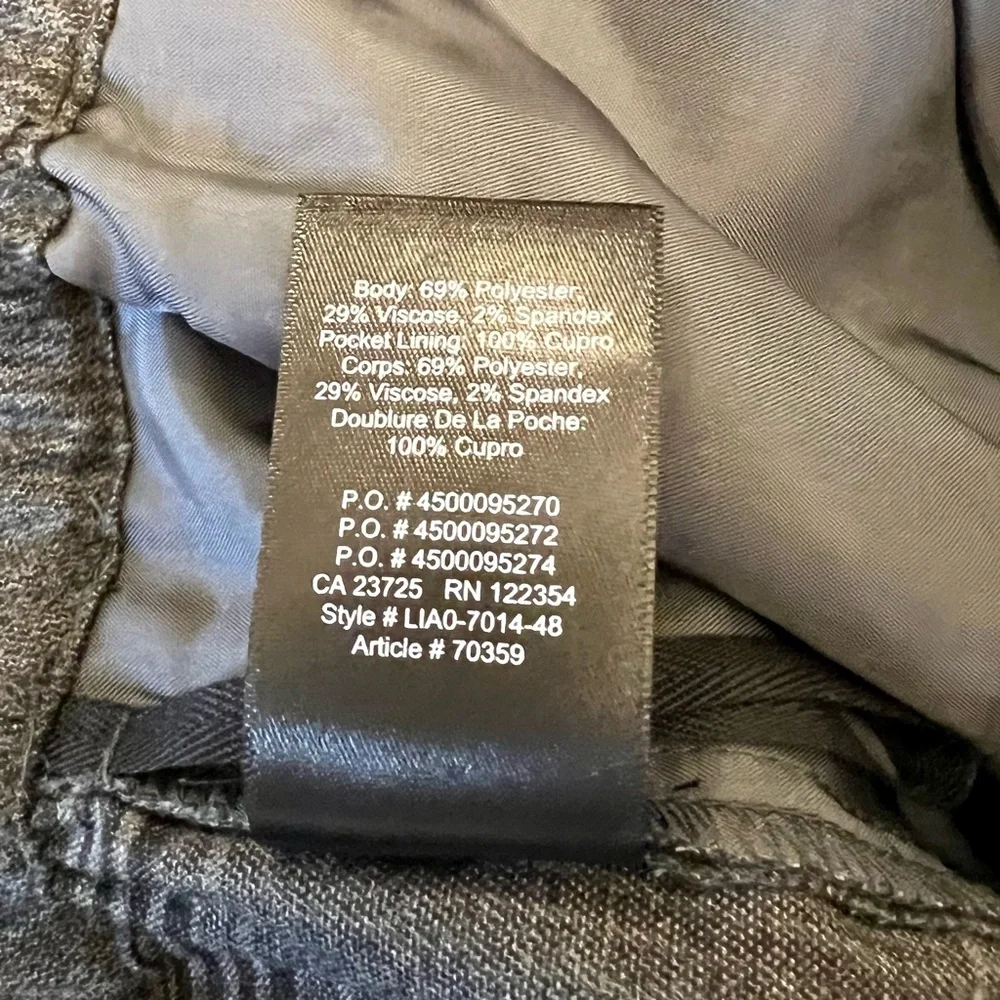 Body: 69% Polyester,
29% Viscose, 2% Spandex
Pocket Lining: 100% Cupro
Corps: 69% Polyester,
29% Viscose, 2% Spandex
Doublure De La Poche:
100% Cupro
P.O. # 4500095270
P.O. # 4500095272
P.O. # 4500095274
CA 23725 RN 122354
Style # LIA0-7014-48
Article # 70359